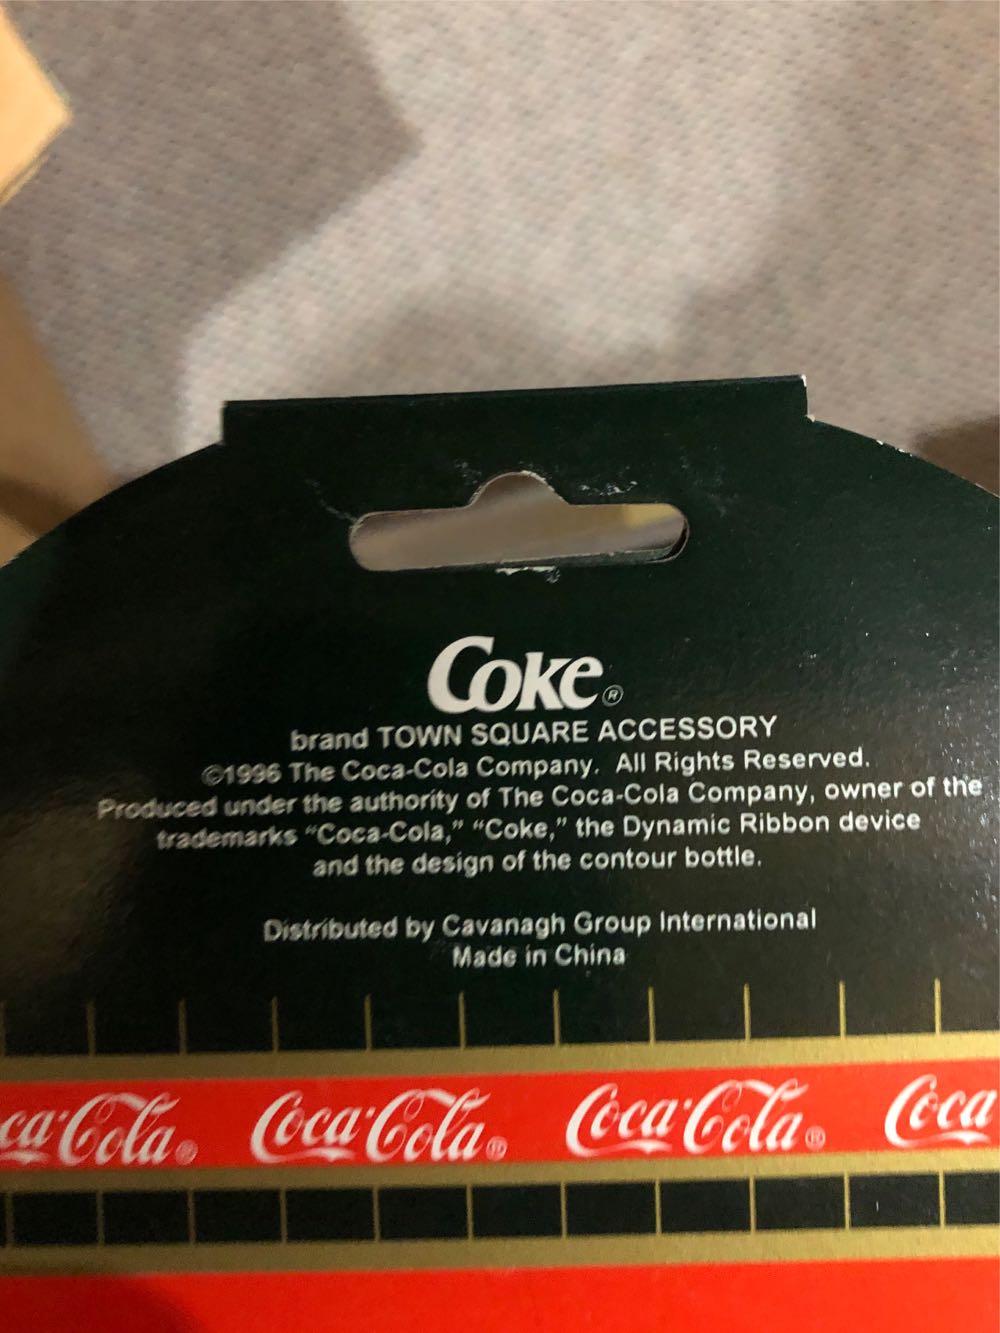 Coke®
brand TOWN SQUARE ACCESSORY
©1996 The Coca-Cola Company. All Rights Reserved.
Produced under the authority of The Coca-Cola Company, owner of the
trademarks “Coca-Cola,” “Coke,” the Dynamic Ribbon device
and the design of the contour bottle.
Distributed by Cavanagh Group International
Made in China
ca-Cola® Coca-Cola® Coca-Cola® Coca